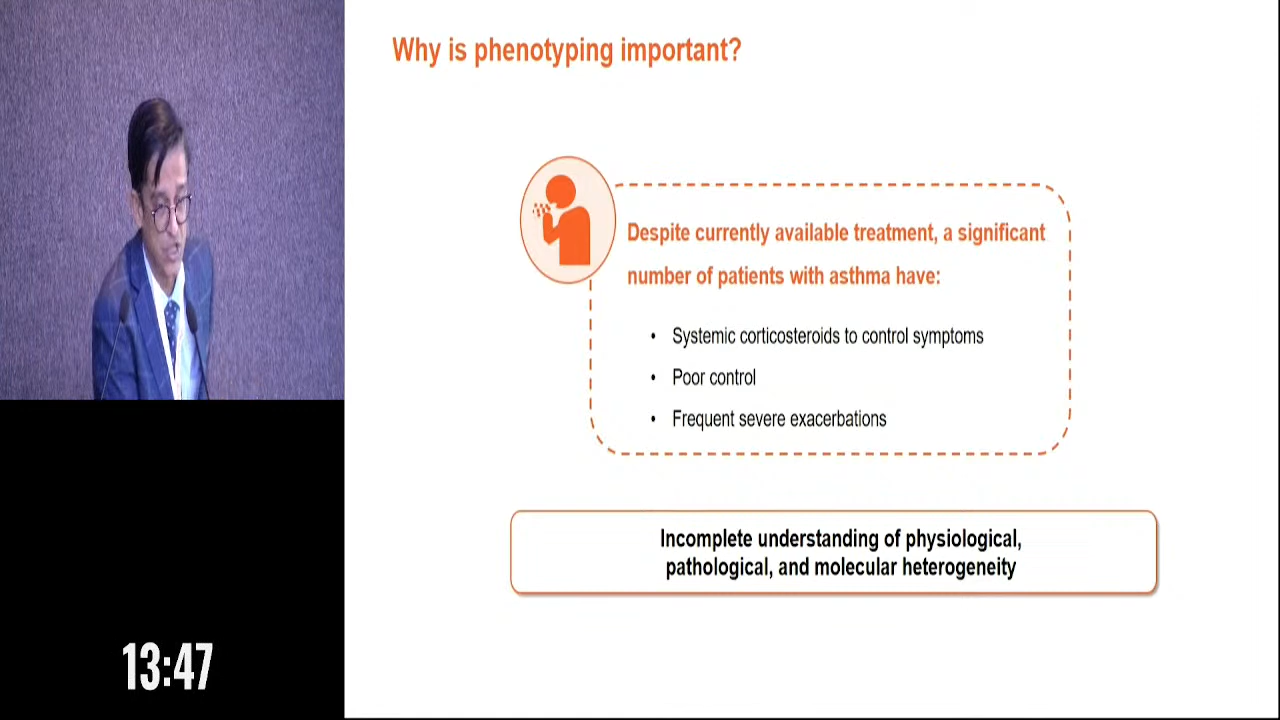 Why is phenotyping important?
Despite currently available treatment, a significant
number of patients with asthma have:
• Systemic corticosteroids to control symptoms
• Poor control
• Frequent severe exacerbations
Incomplete understanding of physiological,
pathological, and molecular heterogeneity
13:47